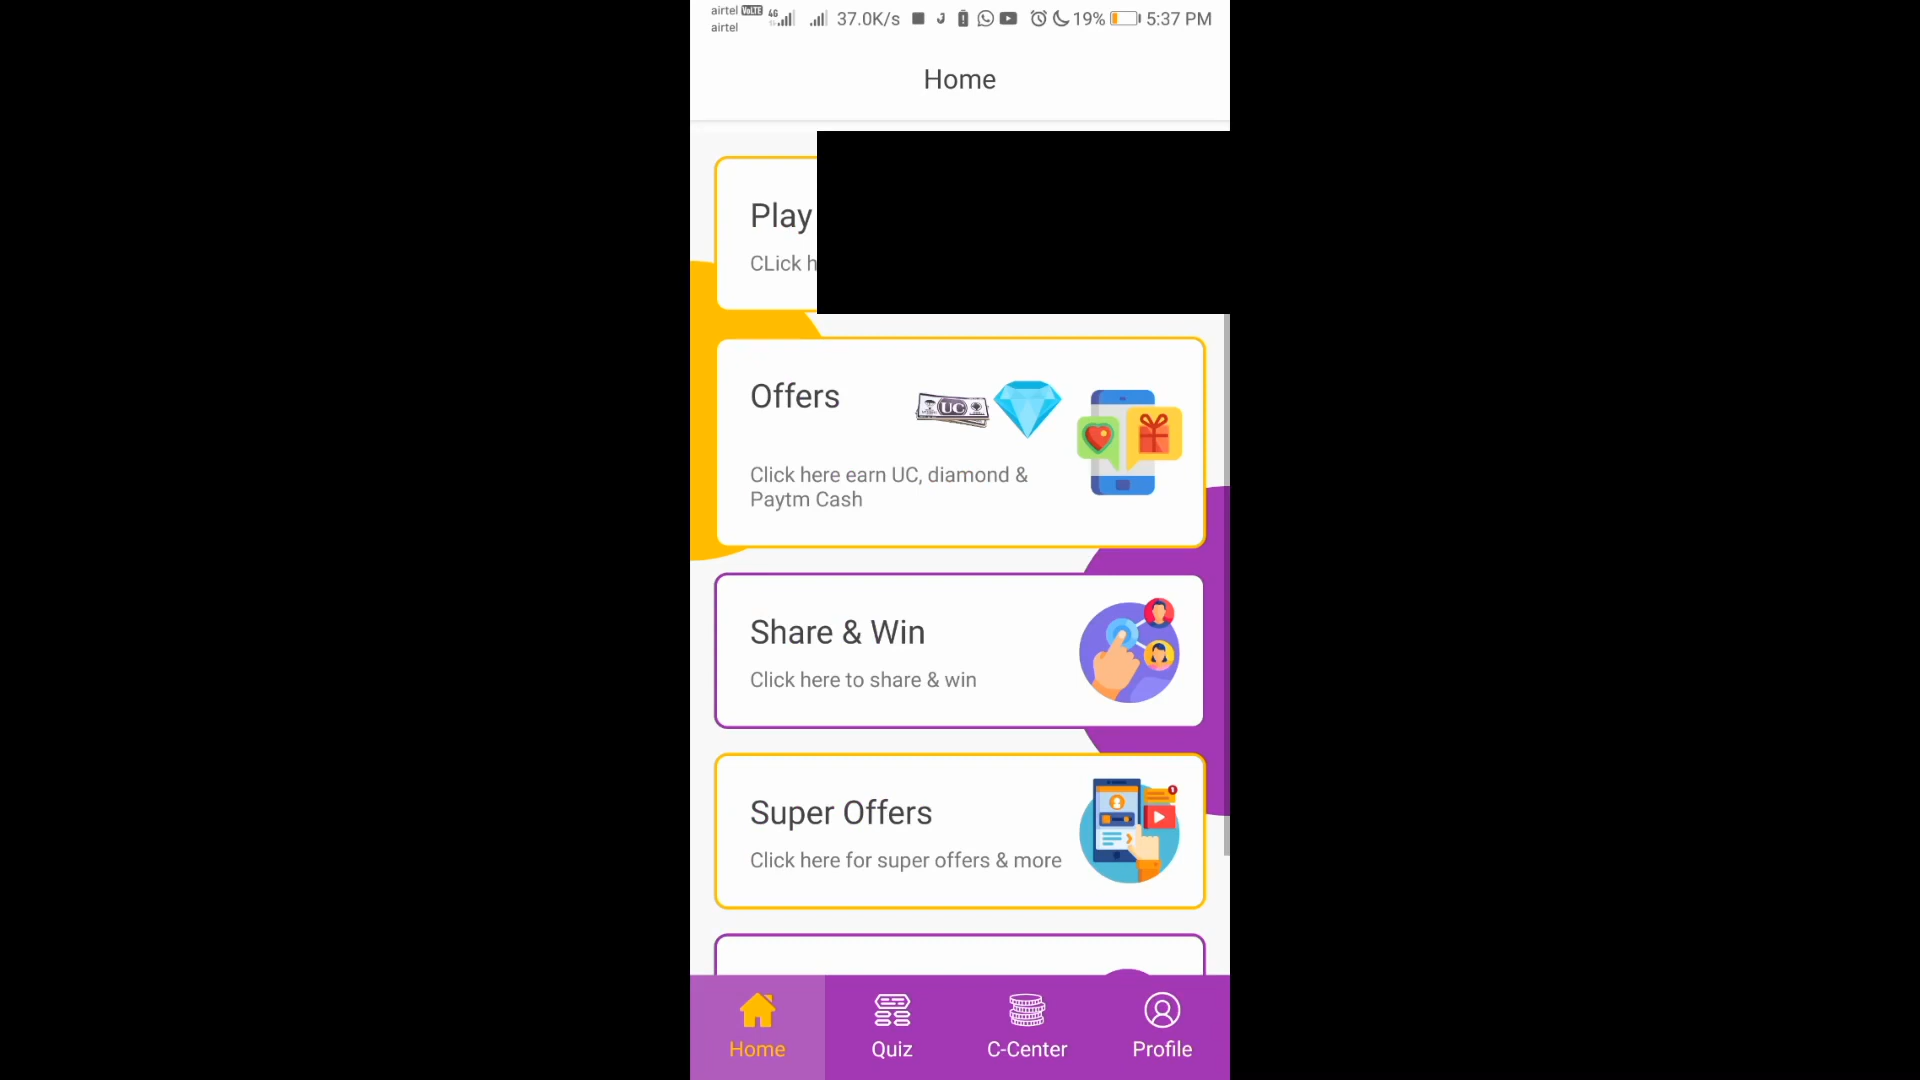 airtel VoLTE 4G 37.0K/s 19% 5:37 PM
airtel
Home
Play
CLick h
Offers
UC
Click here earn UC, diamond &
Paytm Cash
Share & Win
Click here to share & win
Super Offers
Click here for super offers & more
Home Quiz C-Center Profile